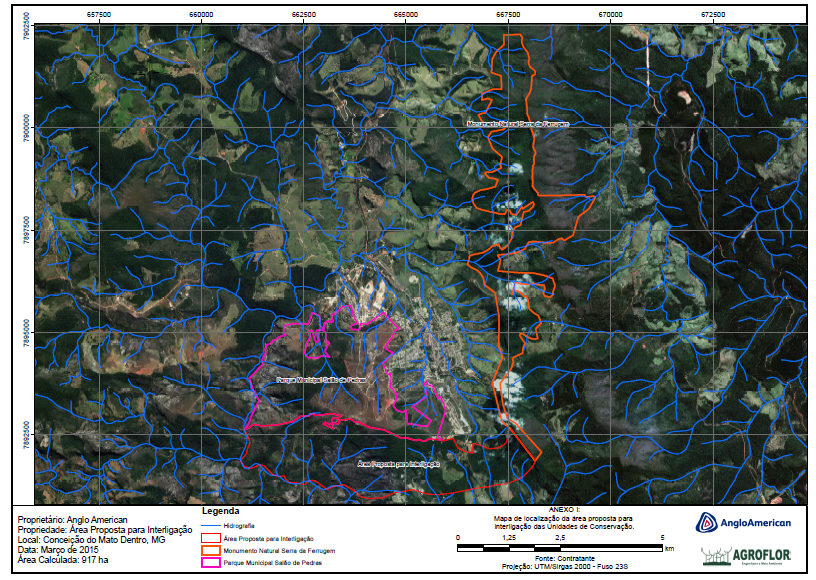 657500 660000 662500 665000 667500 670000 672500
7902500
7900000
7897500
7895000
7892500
Monumento Natural Serra da Ferrugem
Parque Municipal Salão de Pedras
Área Proposta para Interligação
Proprietário: Anglo American
Propriedade: Área Proposta para Interligação
Local: Conceição do Mato Dentro, MG
Data: Março de 2015
Área Calculada: 917 ha
Legenda
Hidrografia
Área Proposta para Interligação
Monumento Natural Serra da Ferrugem
Parque Municipal Salão de Pedras
ANEXO I:
Mapa de localização da área proposta para
Interligação das Unidades de Conservação.
0 1,25 2,5 5
km
Fonte: Contratante
Projeção: UTM/Sirgas 2000 - Fuso 23S
AngloAmerican
AGROFLOR
Engenharia e Meio Ambiente